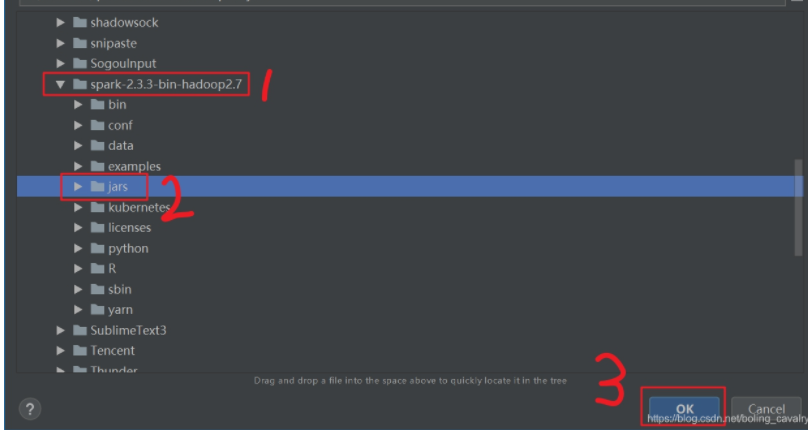 shadowsock
snipaste
SogouInput
spark-2.3.3-bin-hadoop2.7
1
bin
conf
data
examples
jars
2
kubernetes
licenses
python
R
sbin
yarn
SublimeText3
Tencent
Thunder
Drag and drop a file into the space above to quickly locate it in the tree
3
?
OK
Cancel
https://blog.csdn.net/boling_cavalry